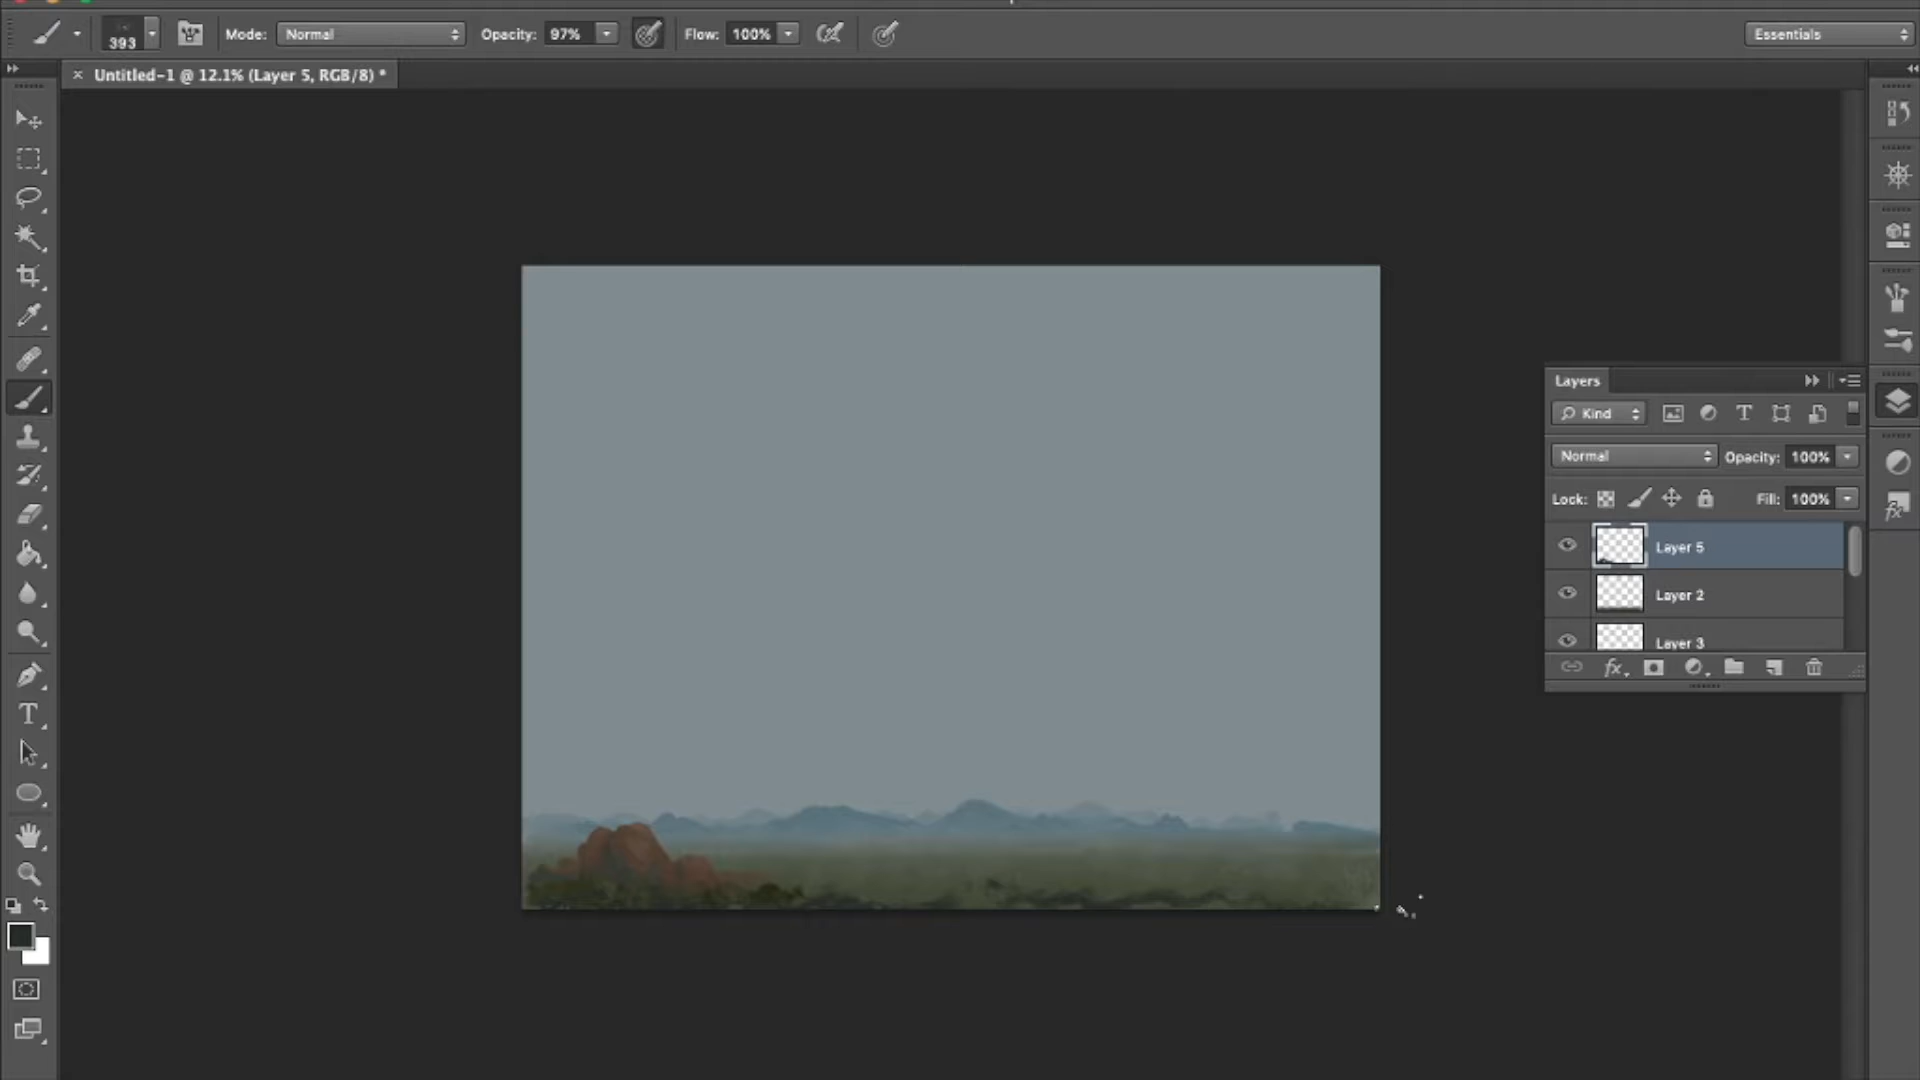 393 Mode: Normal Opacity: 97% Flow: 100% Essentials
Untitled-1 @ 12.1% (Layer 5, RGB/8) *
Layers
Kind
Normal Opacity: 100%
Lock: Fill: 100%
Layer 5
Layer 2
Layer 3